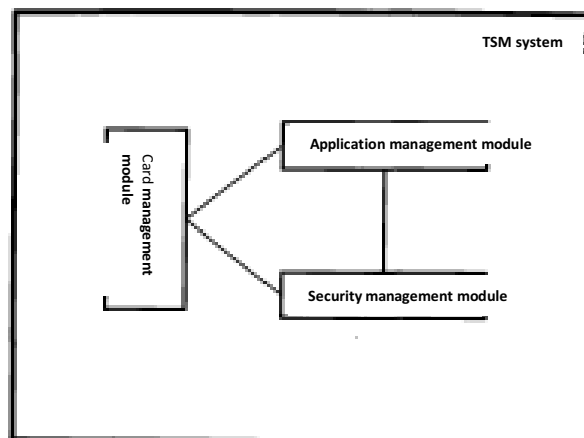 TSM system
Application management module
Card management
module
Security management module